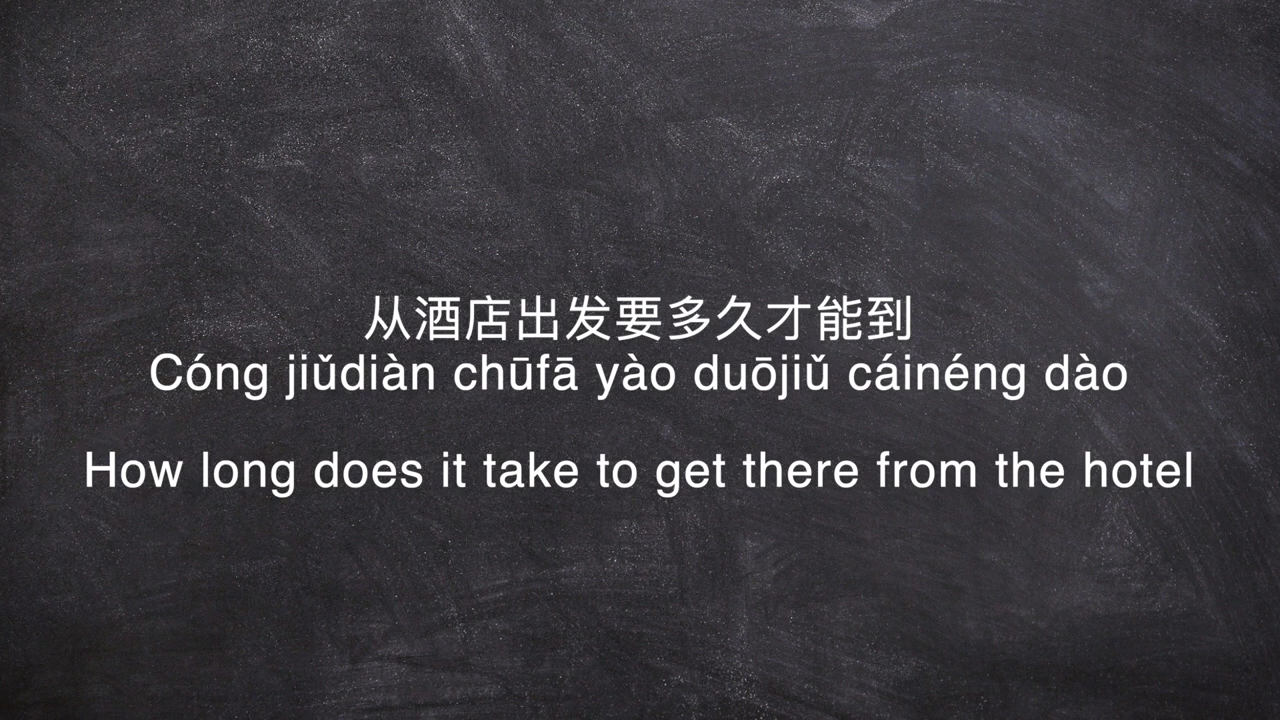 从酒店出发要多久才能到
Cóng jiǔdiàn chūfā yào duōjiǔ cáinéng dào
How long does it take to get there from the hotel